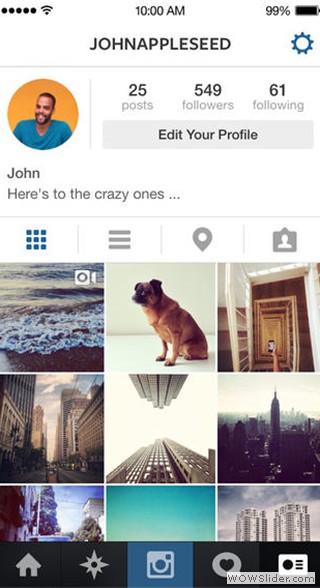 10:00 AM 99%
JOHNAPPLESEED
25 549 61
posts followers following
Edit Your Profile
John
Here's to the crazy ones ...
WOWSlider.com